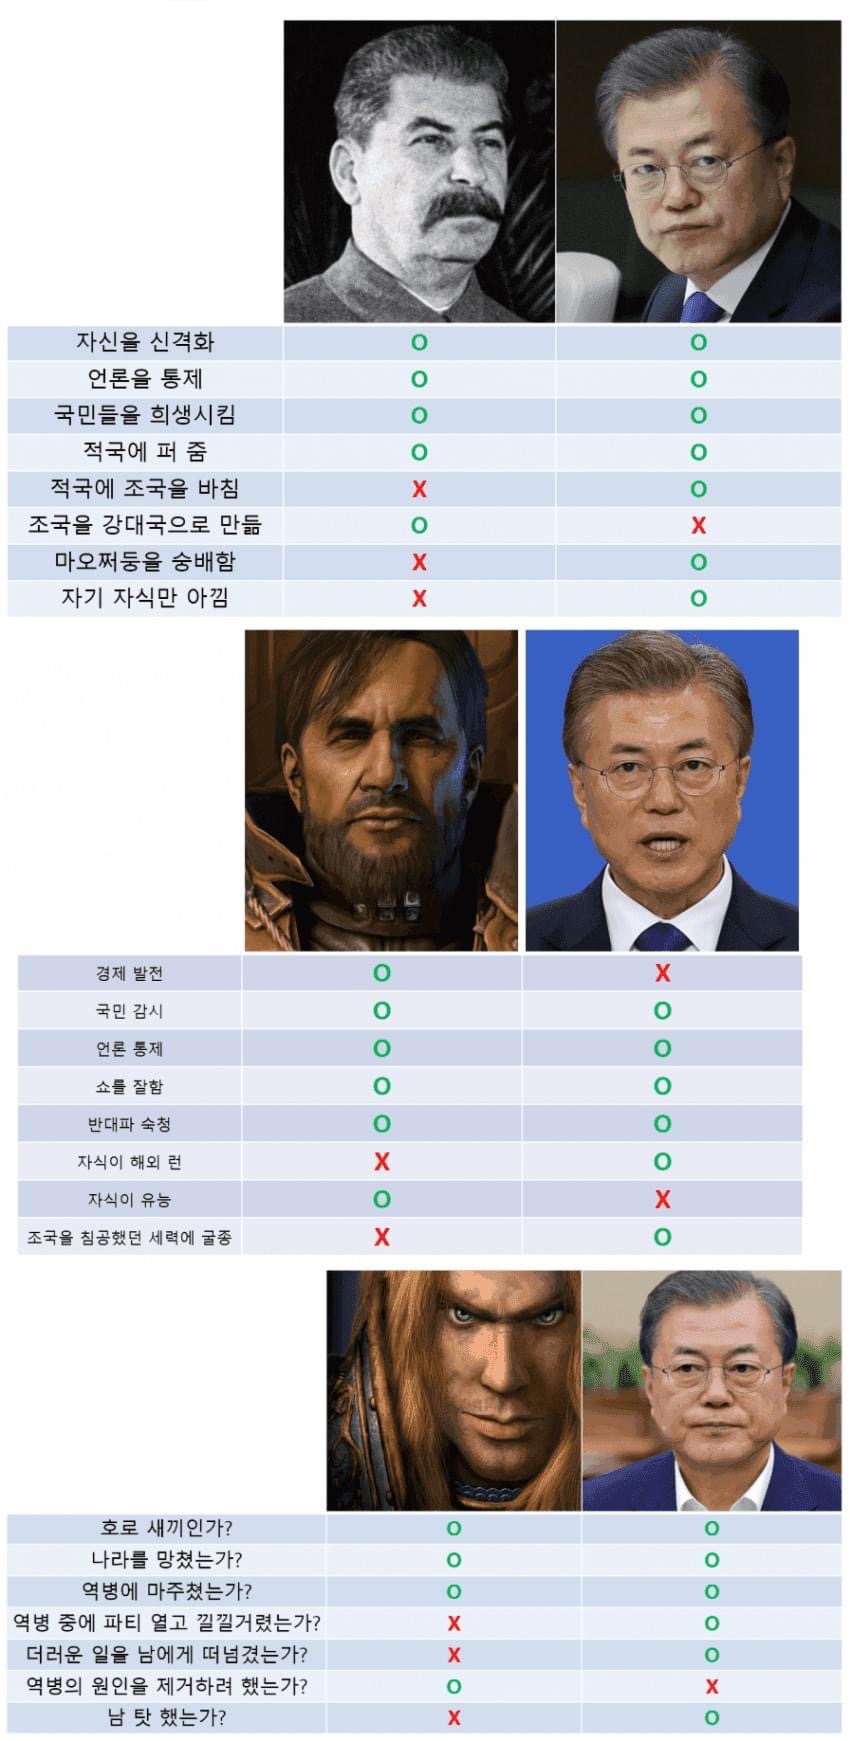 자신을 신격화 O O
언론을 통제 O O
국민들을 희생시킴 O O
적국에 퍼 줌 O O
적국에 조국을 바침 X O
조국을 강대국으로 만듦 O X
마오쩌둥을 숭배함 X O
자기 자식만 아낌 X O
경제 발전 O X
국민 감시 O O
언론 통제 O O
쇼를 잘함 O O
반대파 숙청 O O
자식이 해외 런 X O
자식이 유능 O X
조국을 침공했던 세력에 굴종 X O
호로 새끼인가? O O
나라를 망쳤는가? O O
역병에 마주쳤는가? O O
역병 중에 파티 열고 낄낄거렸는가? X O
더러운 일을 남에게 떠넘겼는가? X O
역병의 원인을 제거하려 했는가? O X
남 탓 했는가? X O